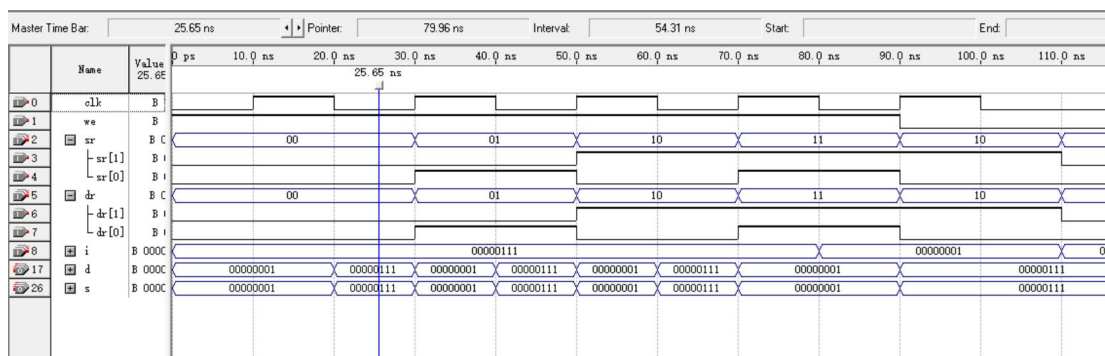 Master Time Bar: 25.65 ns Pointer: 79.96 ns Interval: 54.31 ns Start: End:
Name Value 25.65 0 ps 10.0 ns 20.0 ns 30.0 ns 40.0 ns 50.0 ns 60.0 ns 70.0 ns 80.0 ns 90.0 ns 100.0 ns 110.0 ns
25.65 ns
0 clk B
1 we B
2 sr B 00 01 10 11 10
3 sr[1] B
4 sr[0] B
5 dr B 00 01 10 11 10
6 dr[1] B
7 dr[0] B
8 i B 00000111 00000001
17 d B 00000001 00000111 00000001 00000111 00000001 00000111 00000001 00000111
26 s B 00000001 00000111 00000001 00000111 00000001 00000111 00000001 00000111